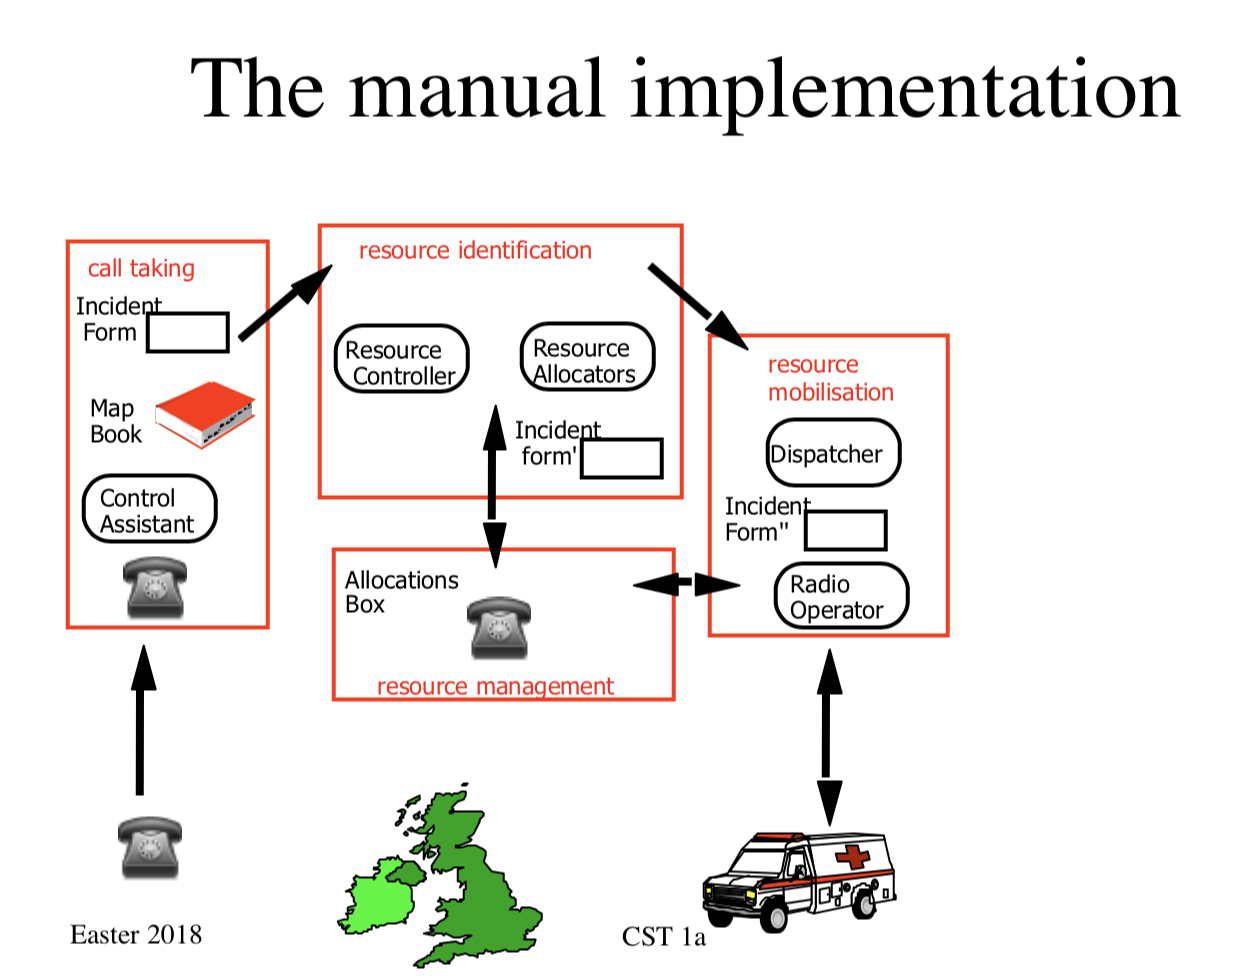 The manual implementation
call taking
Incident
Form
Map
Book
Control
Assistant
resource identification
Resource
Controller
Resource
Allocators
Incident
form'
Allocations
Box
resource management
resource
mobilisation
Dispatcher
Incident
Form"
Radio
Operator
Easter 2018
CST 1a